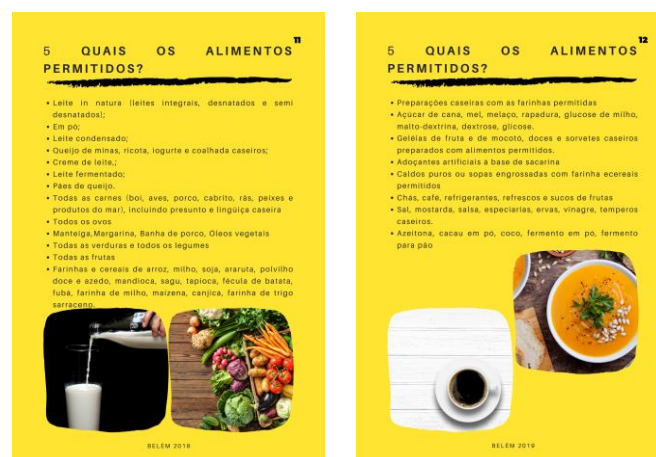 11
5 QUAIS OS ALIMENTOS
PERMITIDOS?
• Leite in natura (leites integrais, desnatados e semi
desnatados);
• Em pó;
• Leite condensado;
• Queijo de minas, ricota, iogurte e coalhada caseiros;
• Creme de leite,;
• Leite fermentado;
• Pães de queijo.
• Todas as carnes (boi, aves, porco, cabrito, rãs, peixes e
produtos do mar), incluindo presunto e lingüiça caseira
• Todos os ovos
• Manteiga,Margarina, Banha de porco, Óleos vegetais
• Todas as verduras e todos os legumes
• Todas as frutas
• Farinhas e cereais de arroz, milho, soja, araruta, polvilho
doce e azedo, mandioca, sagu, tapioca, fécula de batata,
fubá, farinha de milho, maizena, canjica, farinha de trigo
sarraceno.
BELÉM 2018
12
5 QUAIS OS ALIMENTOS
PERMITIDOS?
• Preparações caseiras com as farinhas permitidas
• Açúcar de cana, mel, melaço, rapadura, glucose de milho,
malto-dextrina, dextrose, glicose.
• Geléias de fruta e de mocotó, doces e sorvetes caseiros
preparados com alimentos permitidos.
• Adoçantes artificiais à base de sacarina
• Caldos puros ou sopas engrossadas com farinha ecereais
permitidos
• Chás, café, refrigerantes, refrescos e sucos de frutas
• Sal, mostarda, salsa, especiarias, ervas, vinagre, temperos
caseiros.
• Azeitona, cacau em pó, coco, fermento em pó, fermento
para pão
BELÉM 2019